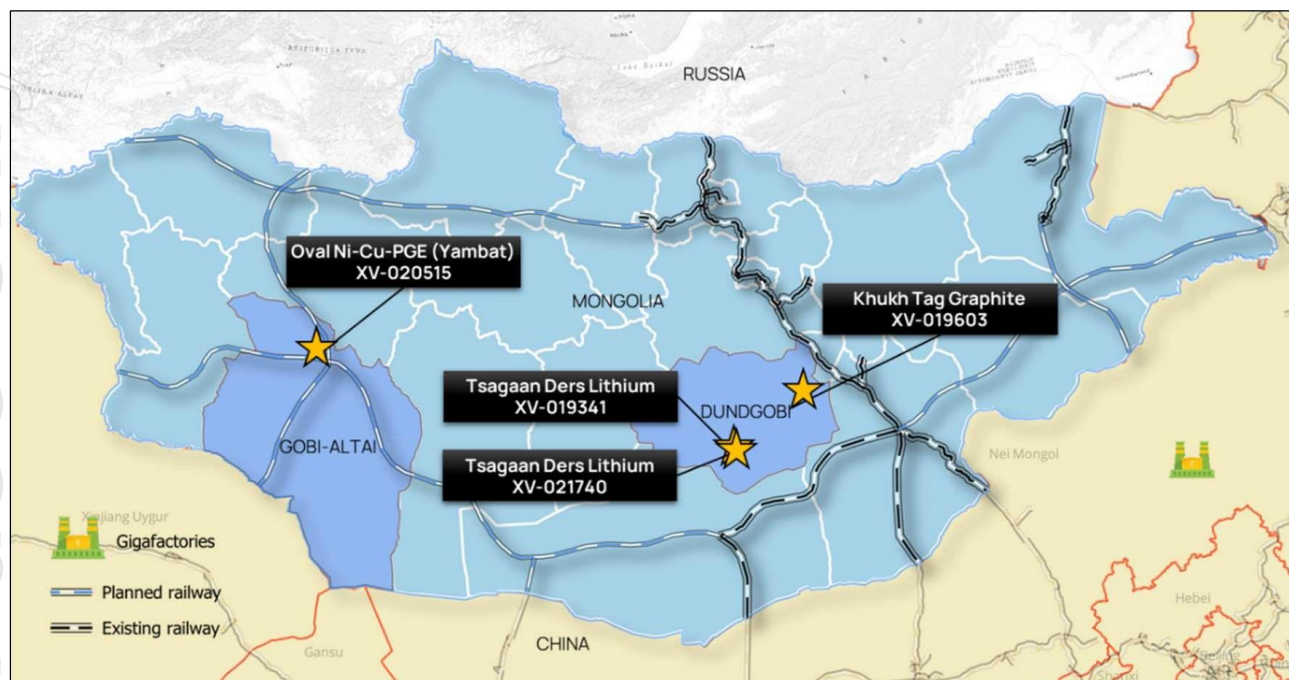 RUSSIA
Oval Ni-Cu-PGE (Yambat)
XV-020515
MONGOLIA
Khukh Tag Graphite
XV-019603
Tsagaan Ders Lithium
XV-019341
DUNDGOBI
GOBI-ALTAI
Tsagaan Ders Lithium
XV-021740
Nei Mongol
Xinjiang Uygur
Gigafactories
Planned railway
Existing railway
Hebei
CHINA
Gansu
Beijing
Shanxi